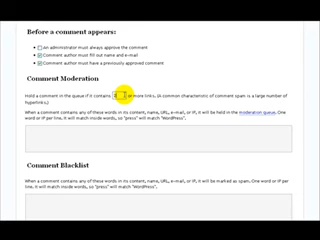 Before a comment appears:
An administrator must always approve the comment
Comment author must fill out name and e-mail
Comment author must have a previously approved comment
Comment Moderation
Hold a comment in the queue if it contains or more links. (A common characteristic of comment spam is a large number of
hyperlinks.)
When a comment contains any of these words in its content, name, URL, e-mail, or IP, it will be held in the moderation queue. One
word or IP per line. It will match inside words, so "press" will match "WordPress".
Comment Blacklist
When a comment contains any of these words in its content, name, URL, e-mail, or IP, it will be marked as spam. One word or IP per
line. It will match inside words, so "press" will match "WordPress".